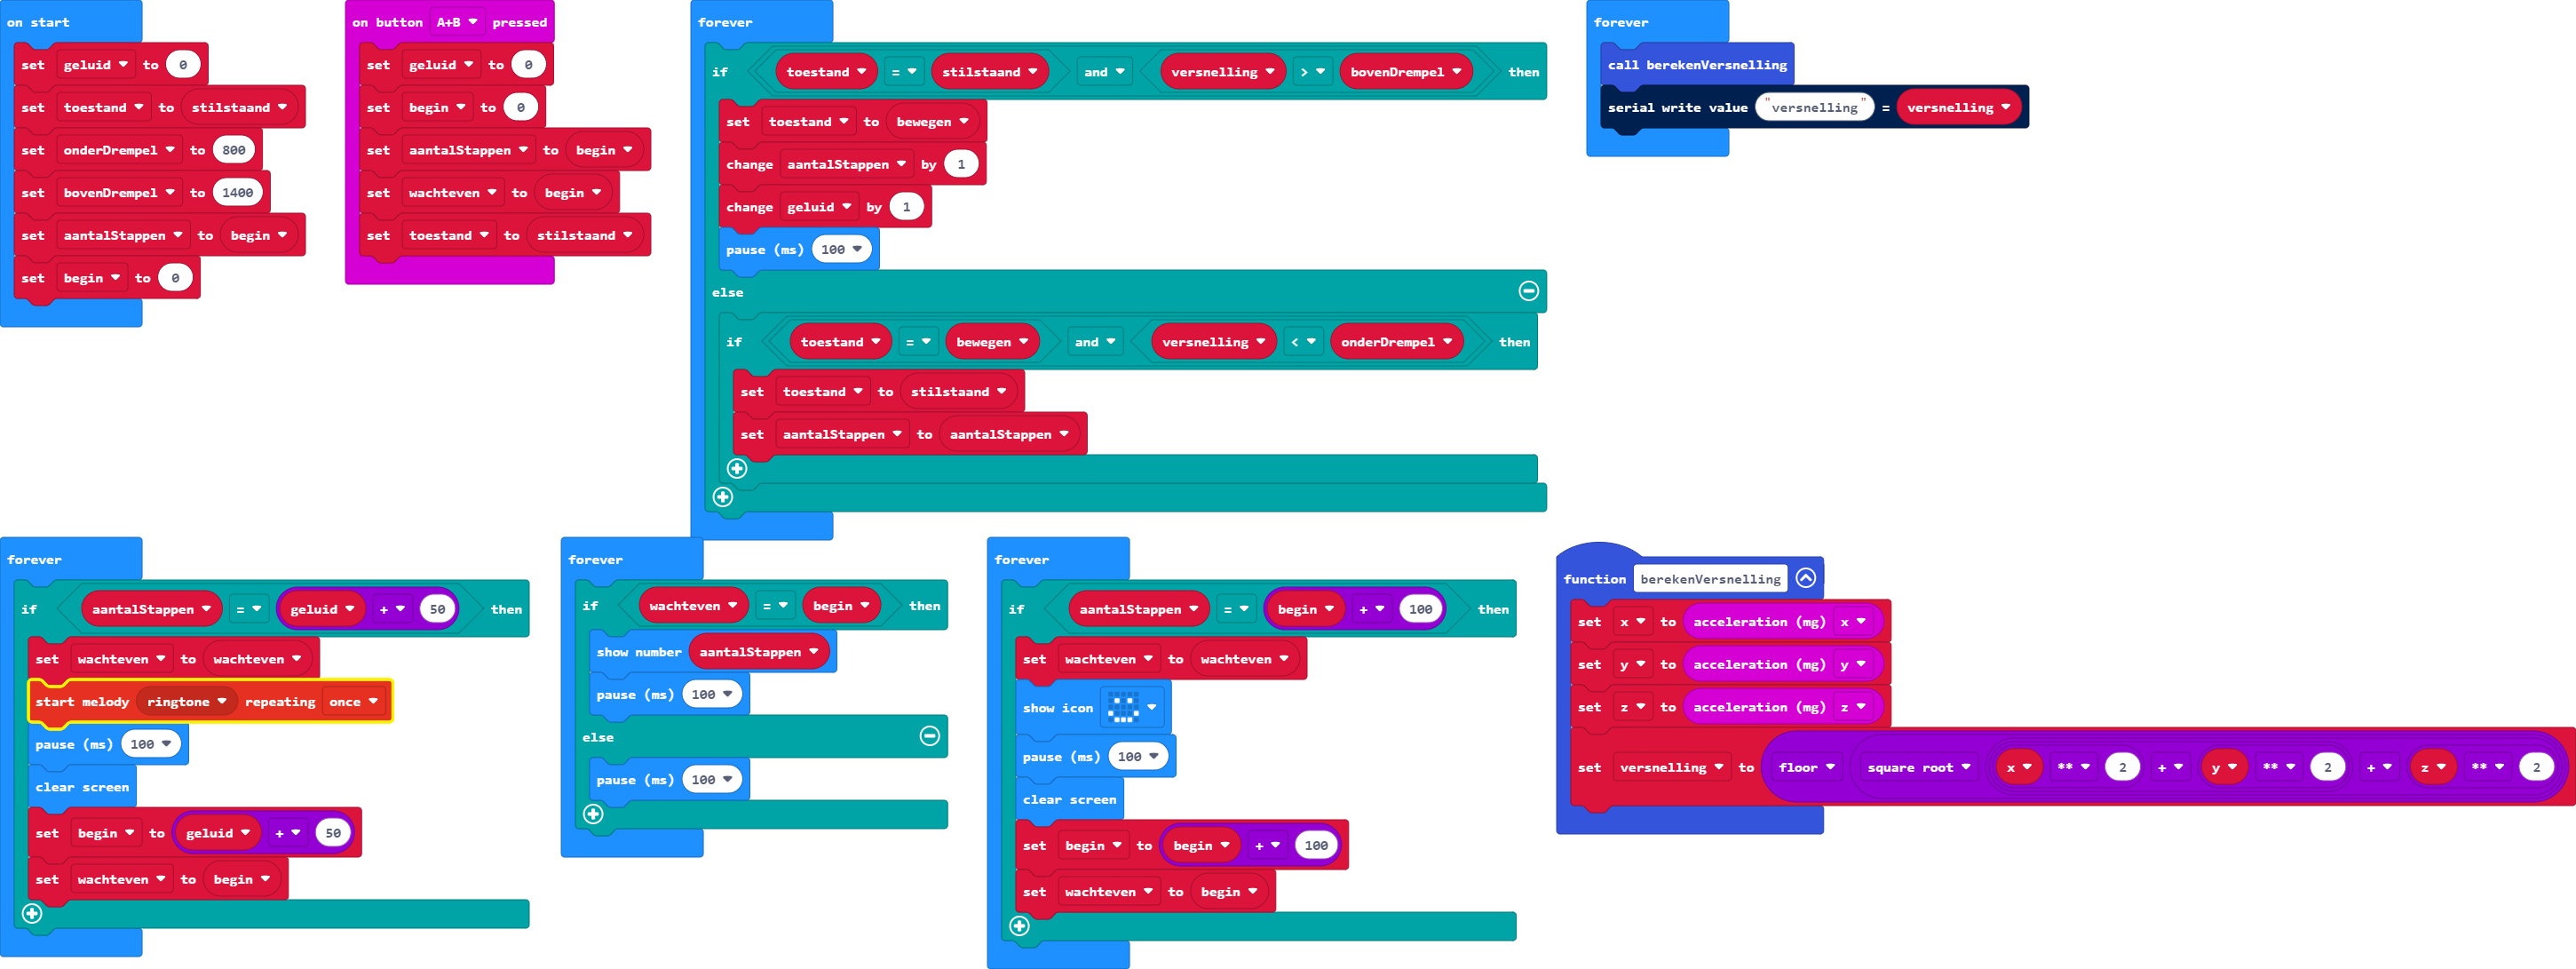 on start
set geluid to 0
set toestand to stilstaand
set onderDrempel to 800
set bovenDrempel to 1400
set aantalStappen to begin
set begin to 0
on button A+B pressed
set geluid to 0
set begin to 0
set aantalStappen to begin
set wachteven to begin
set toestand to stilstaand
forever
if toestand = stilstaand and versnelling > bovenDrempel then
set toestand to bewegen
change aantalStappen by 1
change geluid by 1
pause (ms) 100
else
if toestand = bewegen and versnelling < onderDrempel then
set toestand to stilstaand
set aantalStappen to aantalStappen
forever
call berekenVersnelling
serial write value "versnelling" = versnelling
forever
if aantalStappen = geluid + 50 then
set wachteven to wachteven
start melody ringtone repeating once
pause (ms) 100
clear screen
set begin to geluid + 50
set wachteven to begin
forever
if wachteven = begin then
show number aantalStappen
pause (ms) 100
else
pause (ms) 100
forever
if aantalStappen = begin + 100 then
set wachteven to wachteven
show icon
pause (ms) 100
clear screen
set begin to begin + 100
set wachteven to begin
function berekenVersnelling
set x to acceleration (mg) x
set y to acceleration (mg) y
set z to acceleration (mg) z
set versnelling to floor square root x ** 2 + y ** 2 + z ** 2